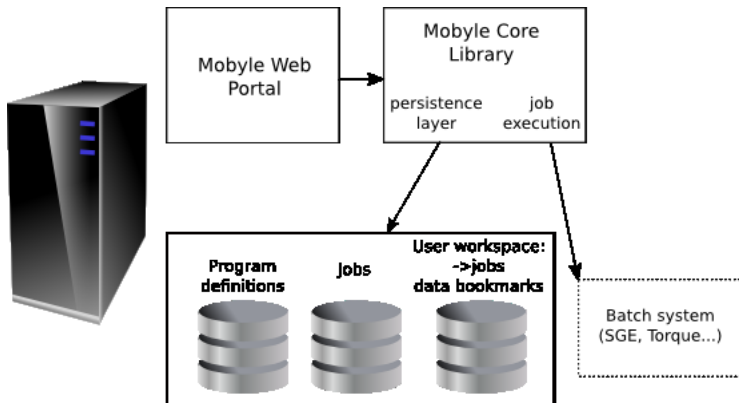 Mobyle Web
Portal
Mobyle Core
Library
persistence
layer
job
execution
Program
definitions
Jobs
User workspace:
->jobs
data bookmarks
Batch system
(SGE, Torque...)